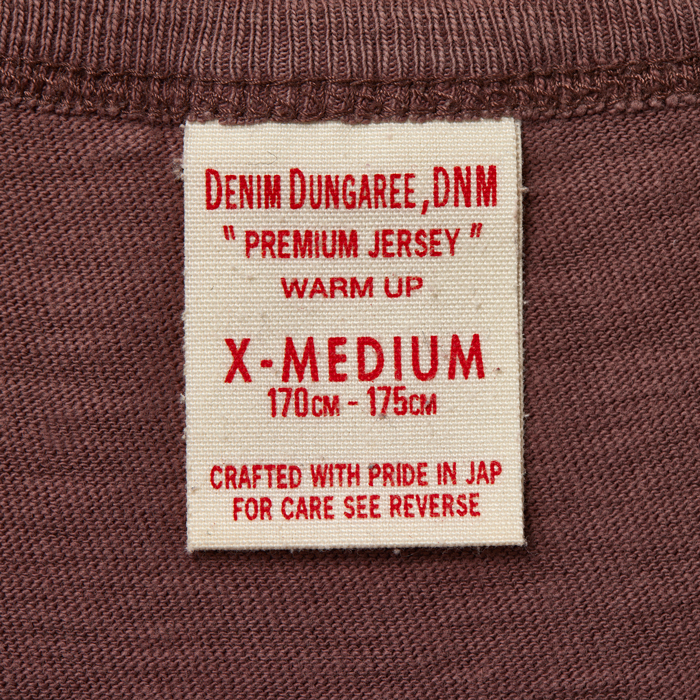 DENIM DUNGAREE, DNM
" PREMIUM JERSEY "
WARM UP
X-MEDIUM
170CM - 175CM
CRAFTED WITH PRIDE IN JAP
FOR CARE SEE REVERSE